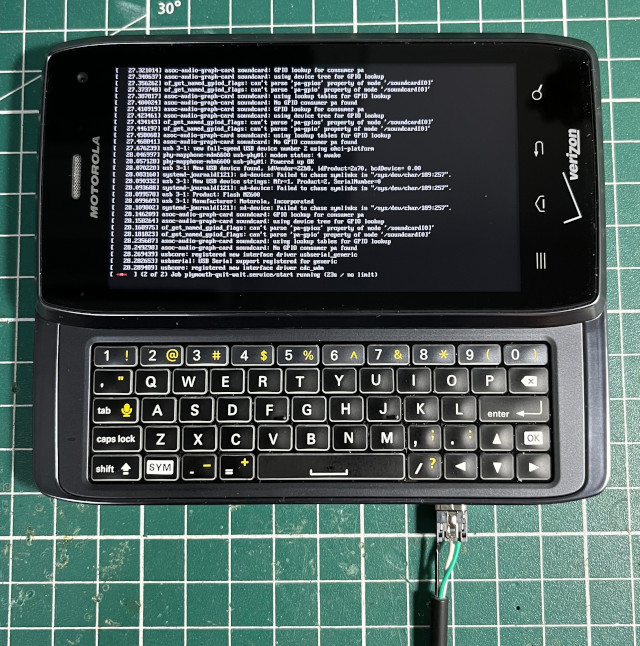 30°
[ 27.321014] asoc-audio-graph-card soundcard: GPIO lookup for consumer pa
[ 27.340637] asoc-audio-graph-card soundcard: using device tree for GPIO lookup
[ 27.356262] of_get_named_gpiod_flags: can't parse 'pa-gpios' property of node '/soundcard[0]'
[ 27.373748] of_get_named_gpiod_flags: can't parse 'pa-gpio' property of node '/soundcard[0]'
[ 27.387817] asoc-audio-graph-card soundcard: using lookup tables for GPIO lookup
[ 27.400024] asoc-audio-graph-card soundcard: No GPIO consumer pa found
[ 27.410919] asoc-audio-graph-card soundcard: GPIO lookup for consumer pa
[ 27.423461] asoc-audio-graph-card soundcard: using device tree for GPIO lookup
[ 27.434143] of_get_named_gpiod_flags: can't parse 'pa-gpios' property of node '/soundcard[0]'
[ 27.446197] of_get_named_gpiod_flags: can't parse 'pa-gpio' property of node '/soundcard[0]'
[ 27.458068] asoc-audio-graph-card soundcard: using lookup tables for GPIO lookup
[ 27.468841] asoc-audio-graph-card soundcard: No GPIO consumer pa found
[ 27.676239] usb 3-1: new full-speed USB device number 2 using ohci-platform
[ 28.046997] phy-mapphone-mdm6600 usb-phy@1: modem status: 4 awake
[ 28.057128] phy-mapphone-mdm6600 usb-phy@1: Powered up OK
[ 28.070220] usb 3-1: New USB device found, idVendor=22b8, idProduct=2a70, bcdDevice= 0.00
[ 28.083160] systemd-journald[121]: sd-device: Failed to chase symlinks in "/sys/dev/char/189:257".
[ 28.083190] usb 3-1: New USB device strings: Mfr=1, Product=2, SerialNumber=0
[ 28.093688] systemd-journald[121]: sd-device: Failed to chase symlinks in "/sys/dev/char/189:257".
[ 28.099578] usb 3-1: Product: Flash MZ600
[ 28.099609] usb 3-1: Manufacturer: Motorola, Incorporated
[ 28.109802] systemd-journald[121]: sd-device: Failed to chase symlinks in "/sys/dev/char/189:257".
[ 28.146209] asoc-audio-graph-card soundcard: GPIO lookup for consumer pa
[ 28.158264] asoc-audio-graph-card soundcard: using device tree for GPIO lookup
[ 28.168975] of_get_named_gpiod_flags: can't parse 'pa-gpios' property of node '/soundcard[0]'
[ 28.181823] of_get_named_gpiod_flags: can't parse 'pa-gpio' property of node '/soundcard[0]'
[ 28.235687] asoc-audio-graph-card soundcard: using lookup tables for GPIO lookup
[ 28.249298] asoc-audio-graph-card soundcard: No GPIO consumer pa found
[ 28.269439] usbcore: registered new interface driver usbserial_generic
[ 28.282653] usbserial: USB Serial support registered for generic
[ 28.289489] usbcore: registered new interface driver cdc_wdm
] (2 of 2) Job plymouth-quit-wait.service/start running (23s / no limit)
MOTOROLA
verizon
1 ! 2 @ 3 # 4 $ 5 % 6 ^ 7 & 8 * 9 ( 0 )
' " Q W E R T Y U I O P
tab A S D F G H J K L enter
caps lock Z X C V B N M , ; . : OK
shift SYM - _ = + / ?